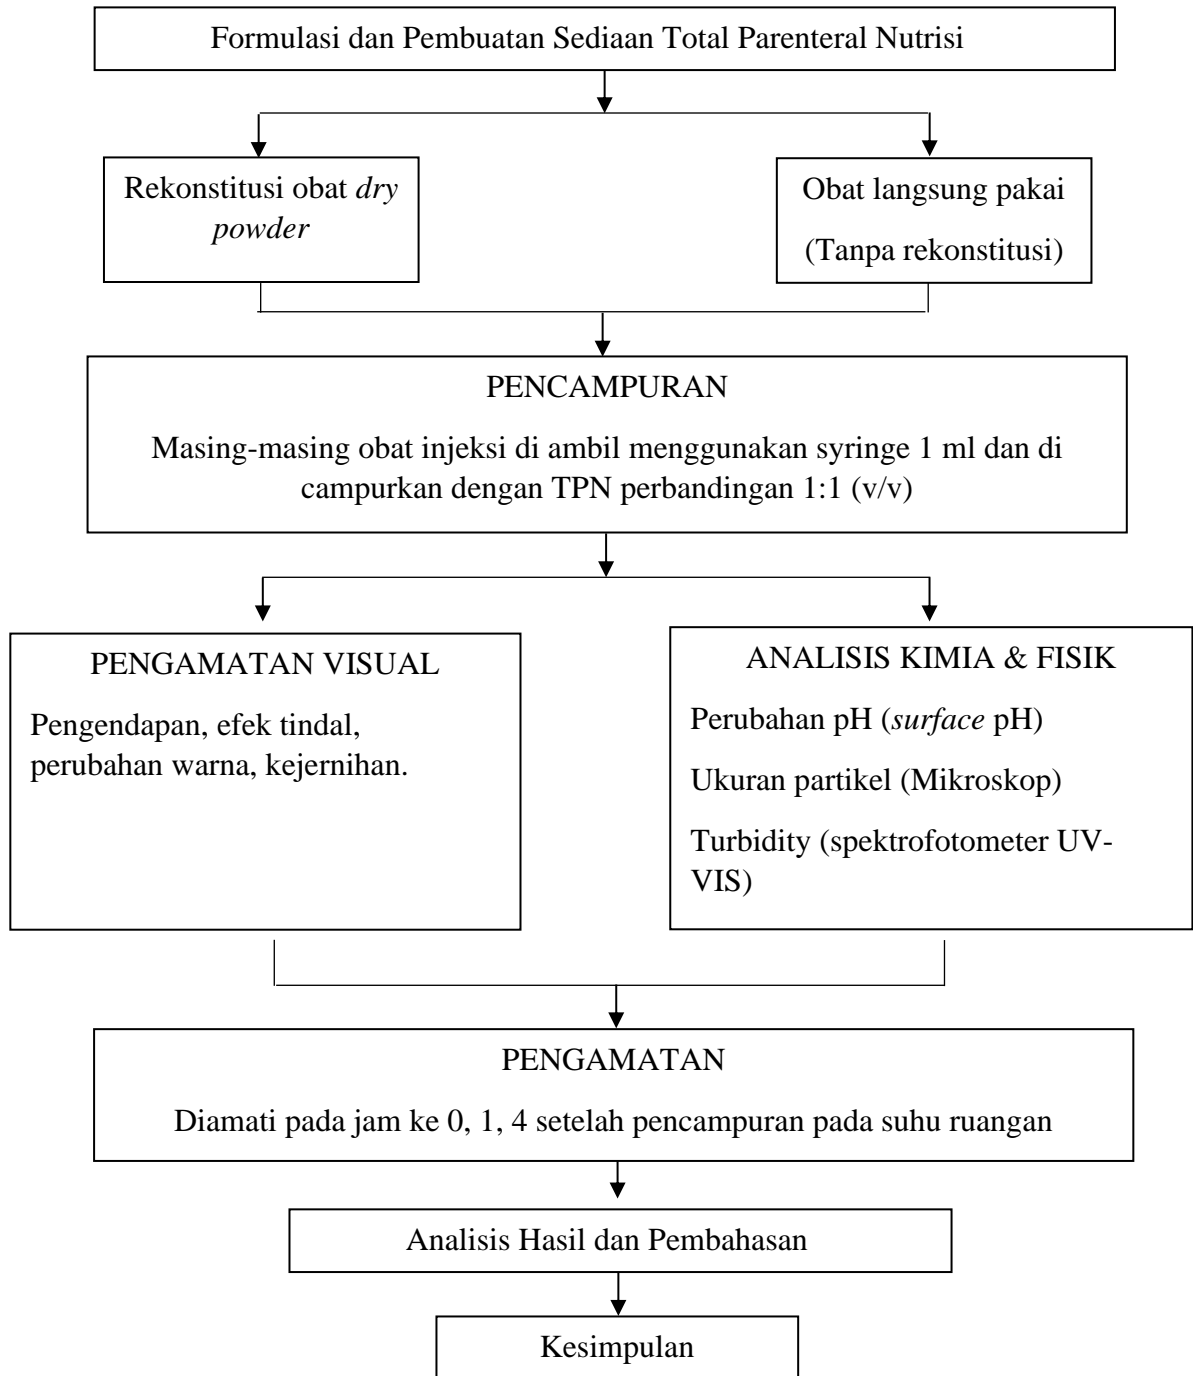 Formulasi dan Pembuatan Sediaan Total Parenteral Nutrisi
Rekonstitusi obat dry
powder
Obat langsung pakai
(Tanpa rekonstitusi)
PENCAMPURAN
Masing-masing obat injeksi di ambil menggunakan syringe 1 ml dan di
campurkan dengan TPN perbandingan 1:1 (v/v)
PENGAMATAN VISUAL
Pengendapan, efek tindal,
perubahan warna, kejernihan.
ANALISIS KIMIA & FISIK
Perubahan pH (surface pH)
Ukuran partikel (Mikroskop)
Turbidity (spektrofotometer UV-
VIS)
PENGAMATAN
Diamati pada jam ke 0, 1, 4 setelah pencampuran pada suhu ruangan
Analisis Hasil dan Pembahasan
Kesimpulan